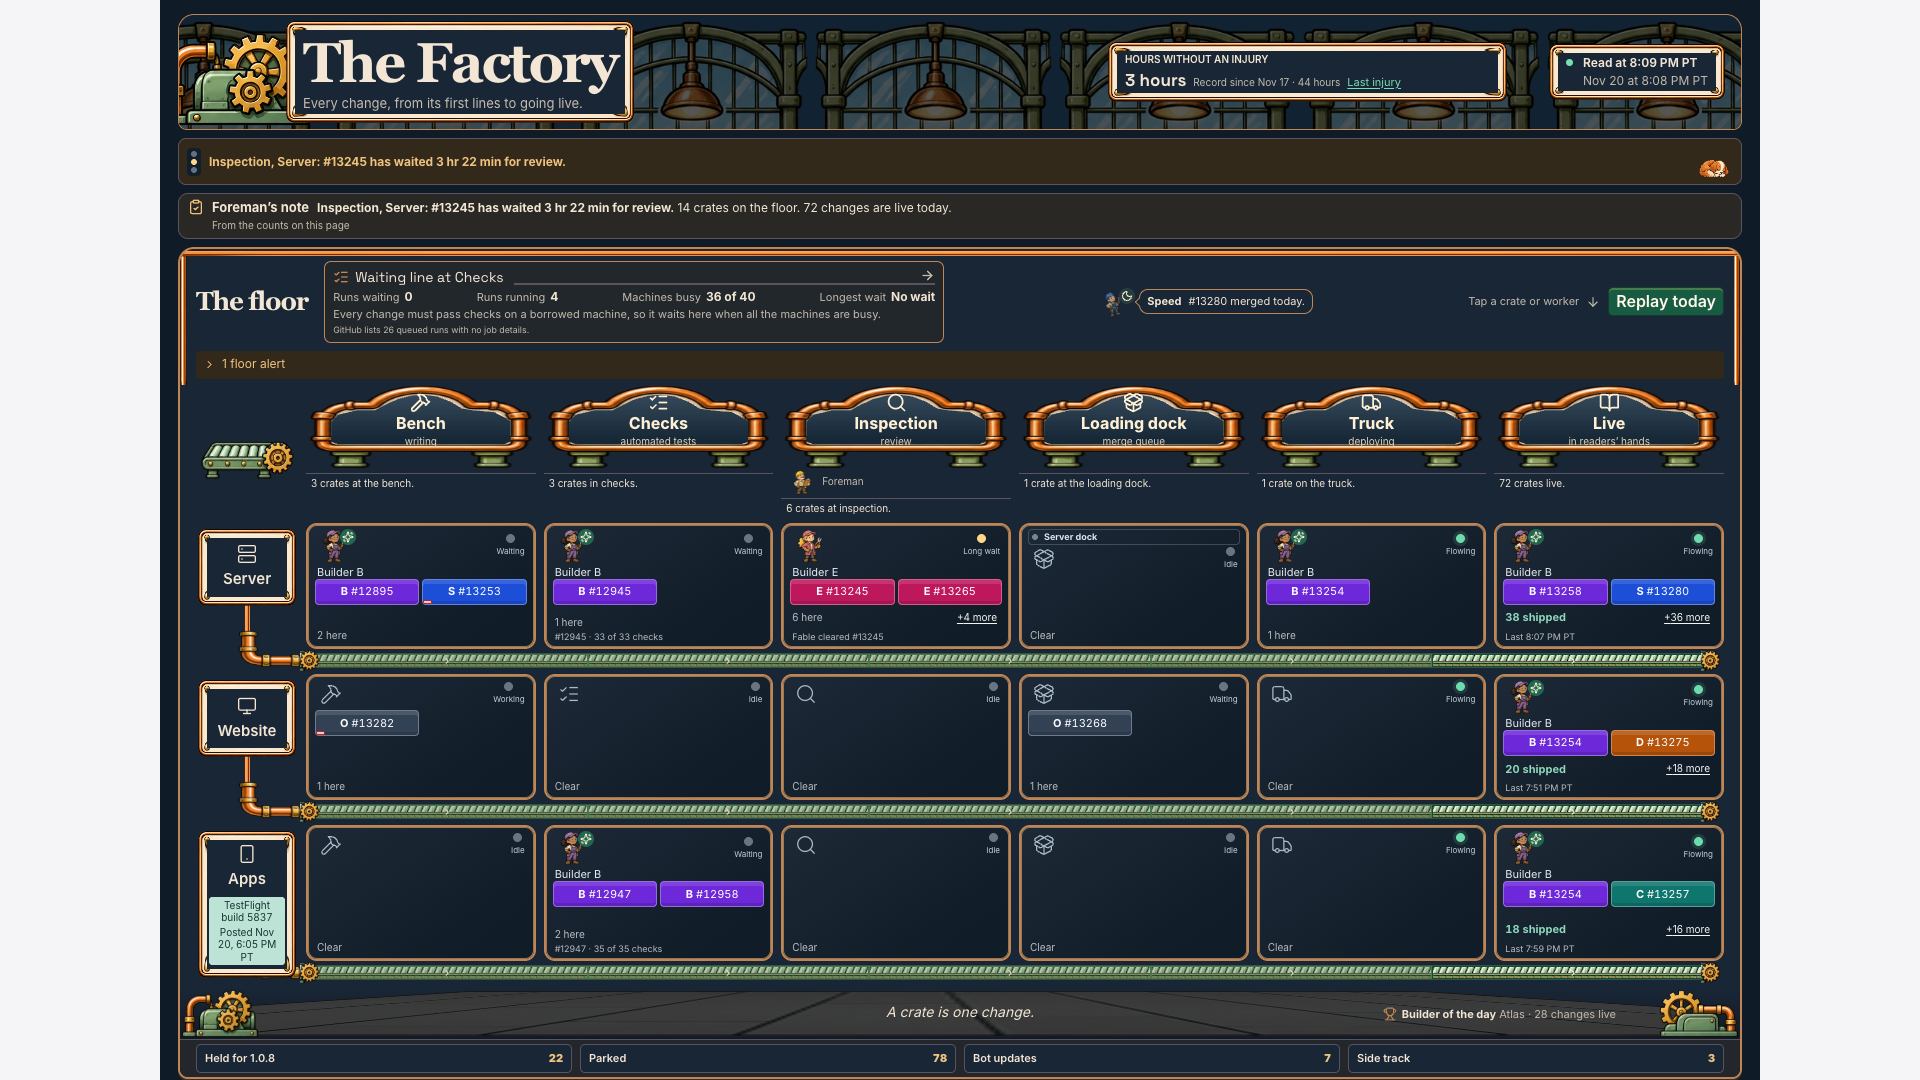 The Factory
Every change, from its first lines to going live.
HOURS WITHOUT AN INJURY
3 hours Record since Nov 17 · 44 hours Last injury
Read at 8:09 PM PT
Nov 20 at 8:08 PM PT
Inspection, Server: #13245 has waited 3 hr 22 min for review.
Foreman's note Inspection, Server: #13245 has waited 3 hr 22 min for review. 14 crates on the floor. 72 changes are live today.
From the counts on this page
The floor
Waiting line at Checks
Runs waiting 0 Runs running 4 Machines busy 36 of 40 Longest wait No wait
Every change must pass checks on a borrowed machine, so it waits here when all the machines are busy.
GitHub lists 26 queued runs with no job details.
Speed #13280 merged today.
Tap a crate or worker
Replay today
1 floor alert
Bench
writing
3 crates at the bench.
Checks
automated tests
3 crates in checks.
Inspection
review
Foreman
6 crates at inspection.
Loading dock
merge queue
1 crate at the loading dock.
Truck
deploying
1 crate on the truck.
Live
in readers' hands
72 crates live.
Server
Waiting
Builder B
B #12895 S #13253
2 here
Waiting
Builder B
B #12945
1 here
#12945 · 33 of 33 checks
Long wait
Builder E
E #13245 E #13265
6 here +4 more
Fable cleared #13245
Server dock
Idle
Clear
Flowing
Builder B
B #13254
1 here
Flowing
Builder B
B #13258 S #13280
38 shipped +36 more
Last 8:07 PM PT
Website
Working
O #13282
1 here
Idle
Clear
Idle
Clear
Waiting
O #13268
1 here
Flowing
Clear
Flowing
Builder B
B #13254 D #13275
20 shipped +18 more
Last 7:51 PM PT
Apps
TestFlight
build 5837
Posted Nov
20, 6:05 PM
PT
Idle
Clear
Waiting
Builder B
B #12947 B #12958
2 here
#12947 · 35 of 35 checks
Idle
Clear
Idle
Clear
Flowing
Clear
Flowing
Builder B
B #13254 C #13257
18 shipped +16 more
Last 7:59 PM PT
A crate is one change.
Builder of the day Atlas · 28 changes live
Held for 1.0.8 22
Parked 78
Bot updates 7
Side track 3